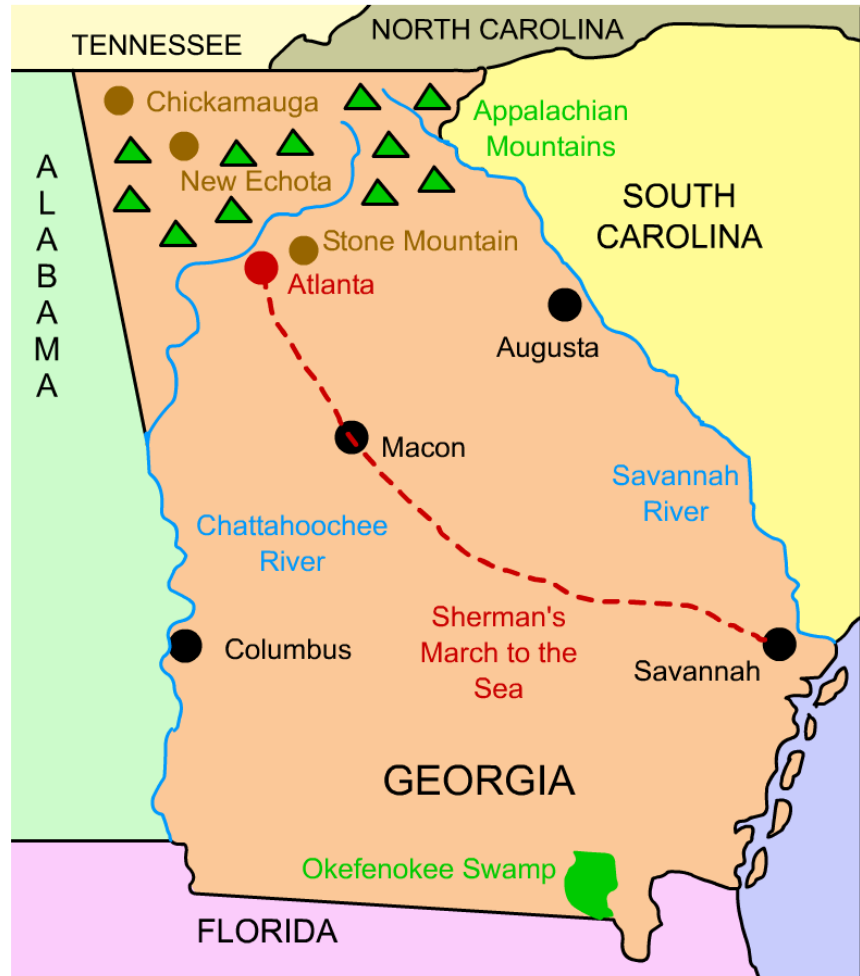 NORTH CAROLINA
TENNESSEE
Chickamauga
Appalachian
Mountains
New Echota
ALABAMA
SOUTH
CAROLINA
Stone Mountain
Atlanta
Augusta
Macon
Savannah
River
Chattahoochee
River
Sherman's
March to the
Sea
Columbus
Savannah
GEORGIA
Okefenokee Swamp
FLORIDA